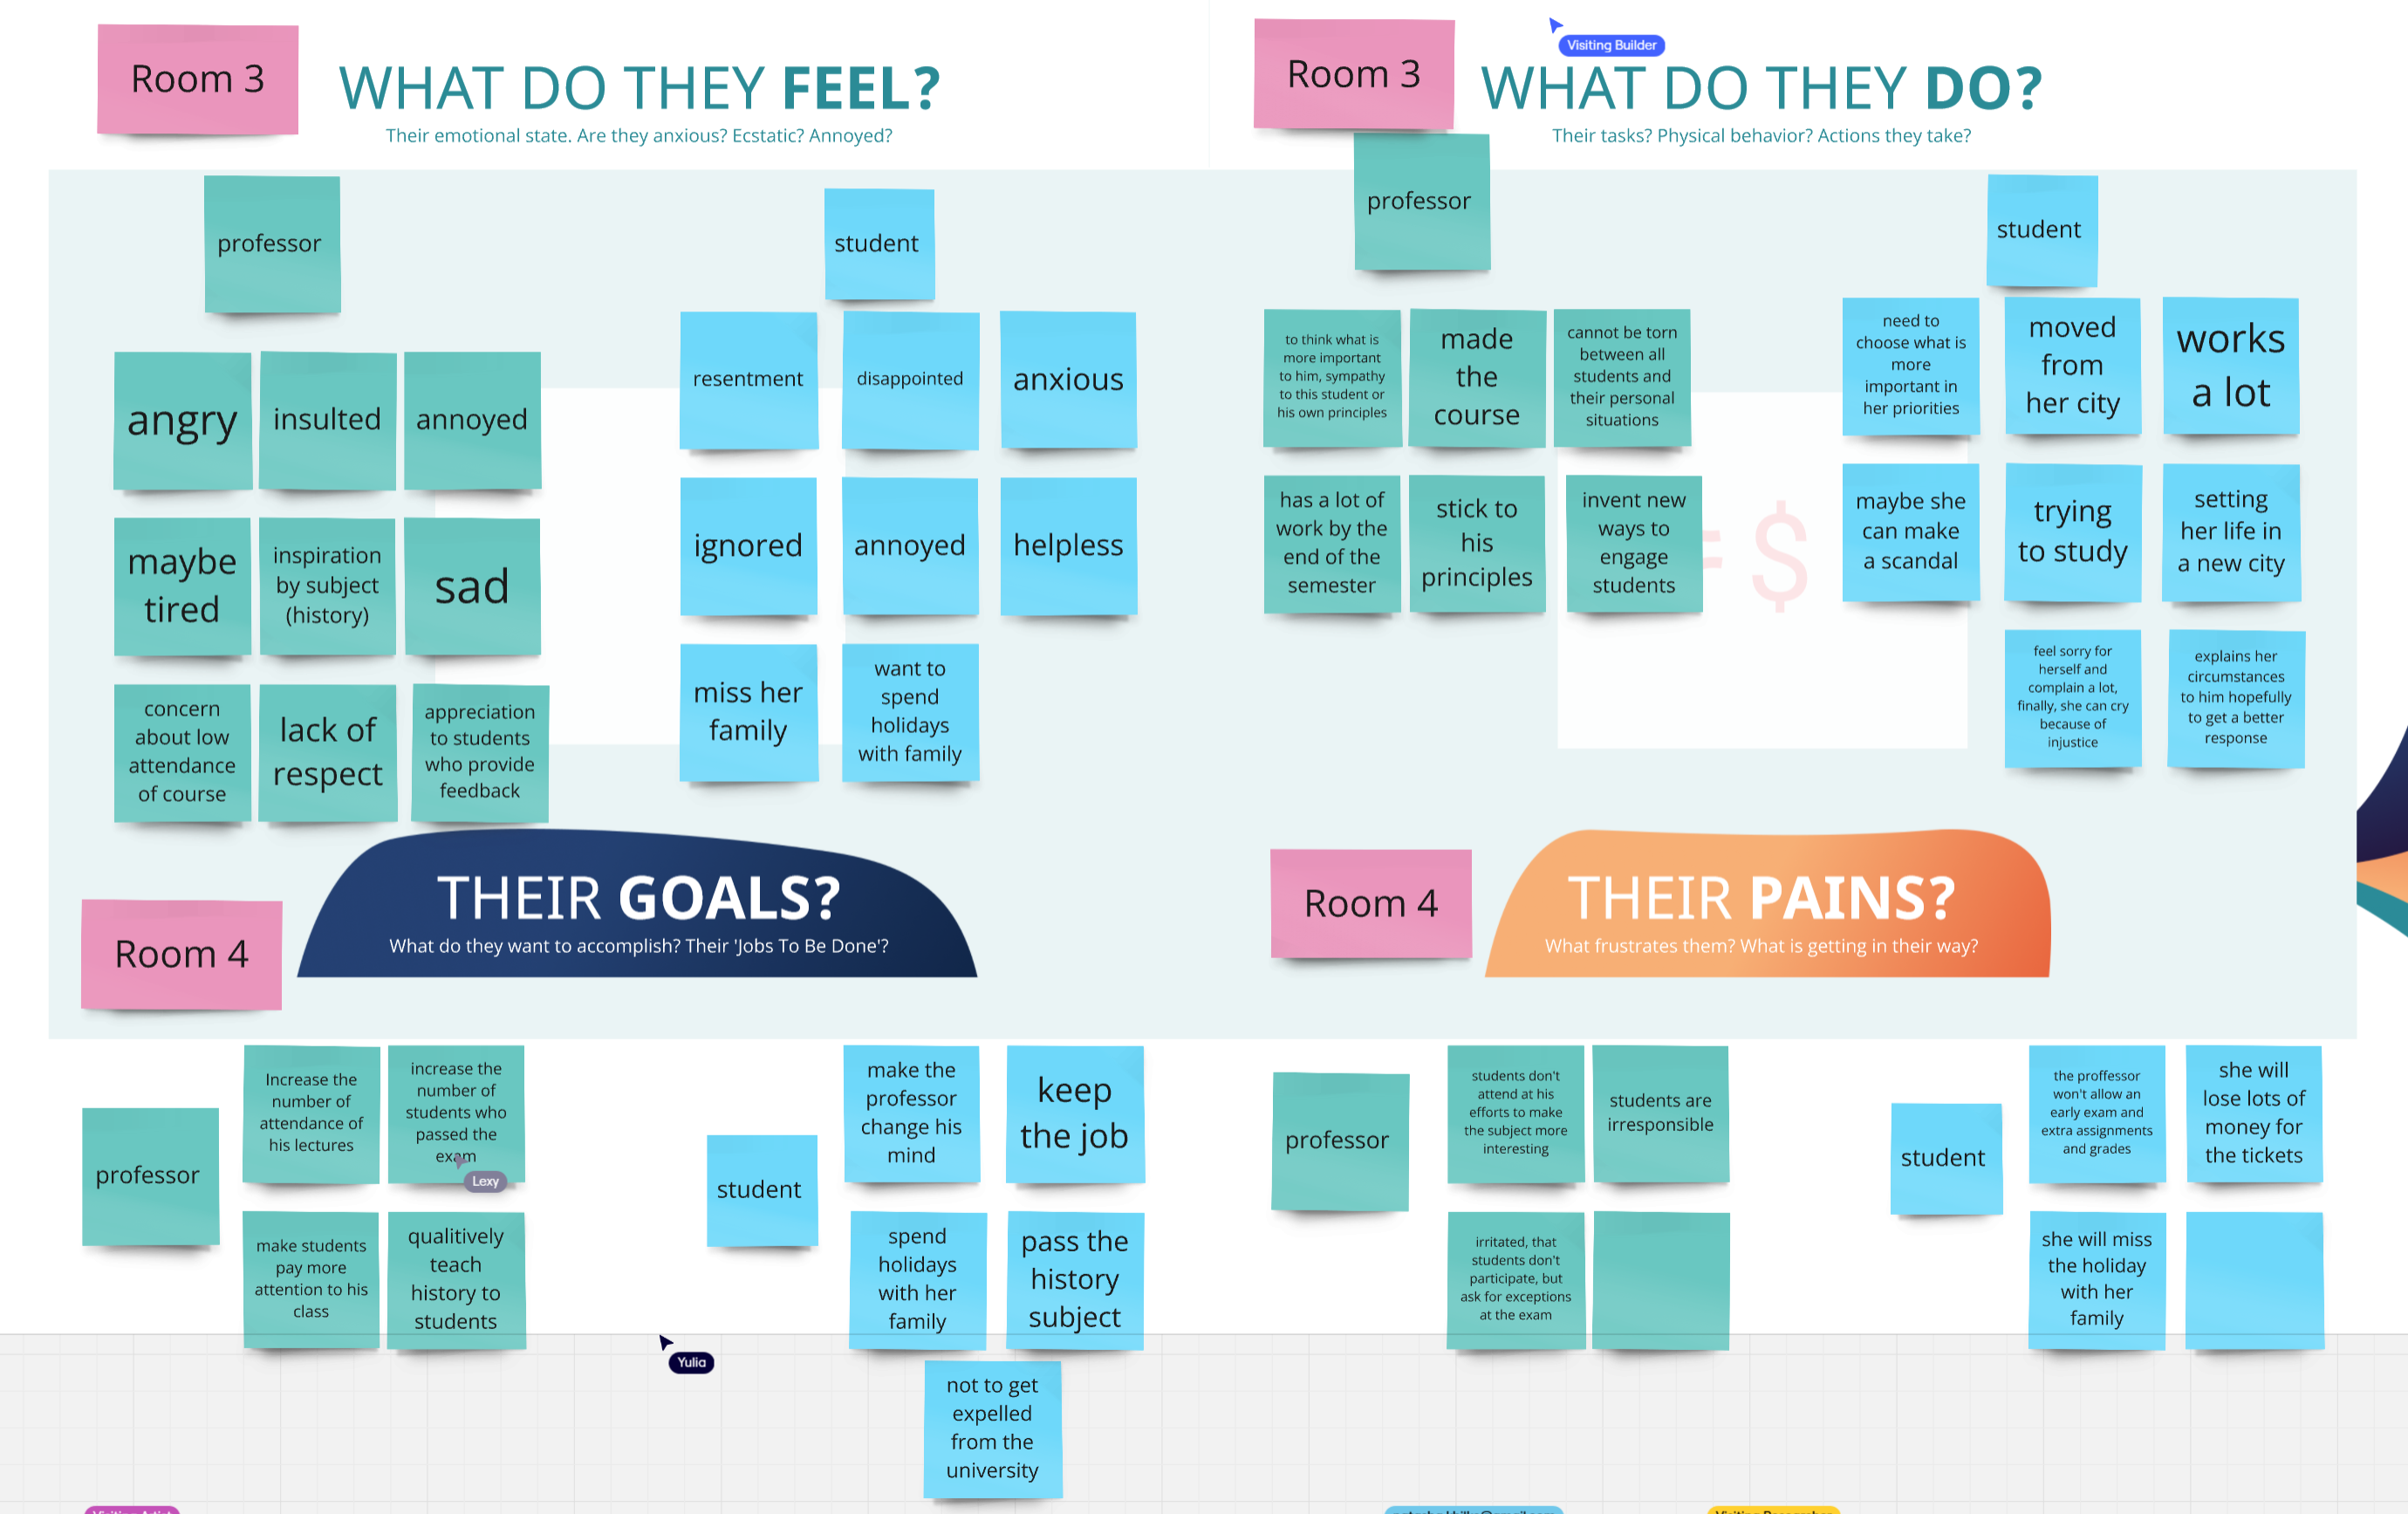 Room 3
WHAT DO THEY FEEL?
Their emotional state. Are they anxious? Ecstatic? Annoyed?
professor
student
angry
insulted
annoyed
maybe
tired
inspiration
by subject
(history)
sad
concern
about low
attendance
of course
lack of
respect
appreciation
to students
who provide
feedback
resentment
disappointed
anxious
ignored
annoyed
helpless
miss her
family
want to
spend
holidays
with family
Room 3
Visiting Builder
WHAT DO THEY DO?
Their tasks? Physical behavior? Actions they take?
professor
student
to think what is
more important
to him, sympathy
to this student or
his own principles
made
the
course
cannot be torn
between all
students and
their personal
situations
has a lot of
work by the
end of the
semester
stick to
his
principles
invent new
ways to
engage
students
$
need to
choose what is
more
important in
her priorities
moved
from
her city
works
a lot
maybe she
can make
a scandal
trying
to study
setting
her life in
a new city
feel sorry for
herself and
complain a lot,
finally, she can cry
because of
injustice
explains her
circumstances
to him hopefully
to get a better
response
Room 4
THEIR GOALS?
What do they want to accomplish? Their 'Jobs To Be Done'?
professor
Increase the
number of
attendance of
his lectures
increase the
number of
students who
passed the
exam
Lexy
make students
pay more
attention to his
class
qualitively
teach
history to
students
student
make the
professor
change his
mind
keep
the job
spend
holidays
with her
family
pass the
history
subject
not to get
expelled
from the
university
Yulia
Room 4
THEIR PAINS?
What frustrates them? What is getting in their way?
professor
students don't
attend at his
efforts to make
the subject more
interesting
students are
irresponsible
irritated, that
students don't
participate, but
ask for exceptions
at the exam
student
the proffessor
won't allow an
early exam and
extra assignments
and grades
she will
lose lots of
money for
the tickets
she will miss
the holiday
with her
family